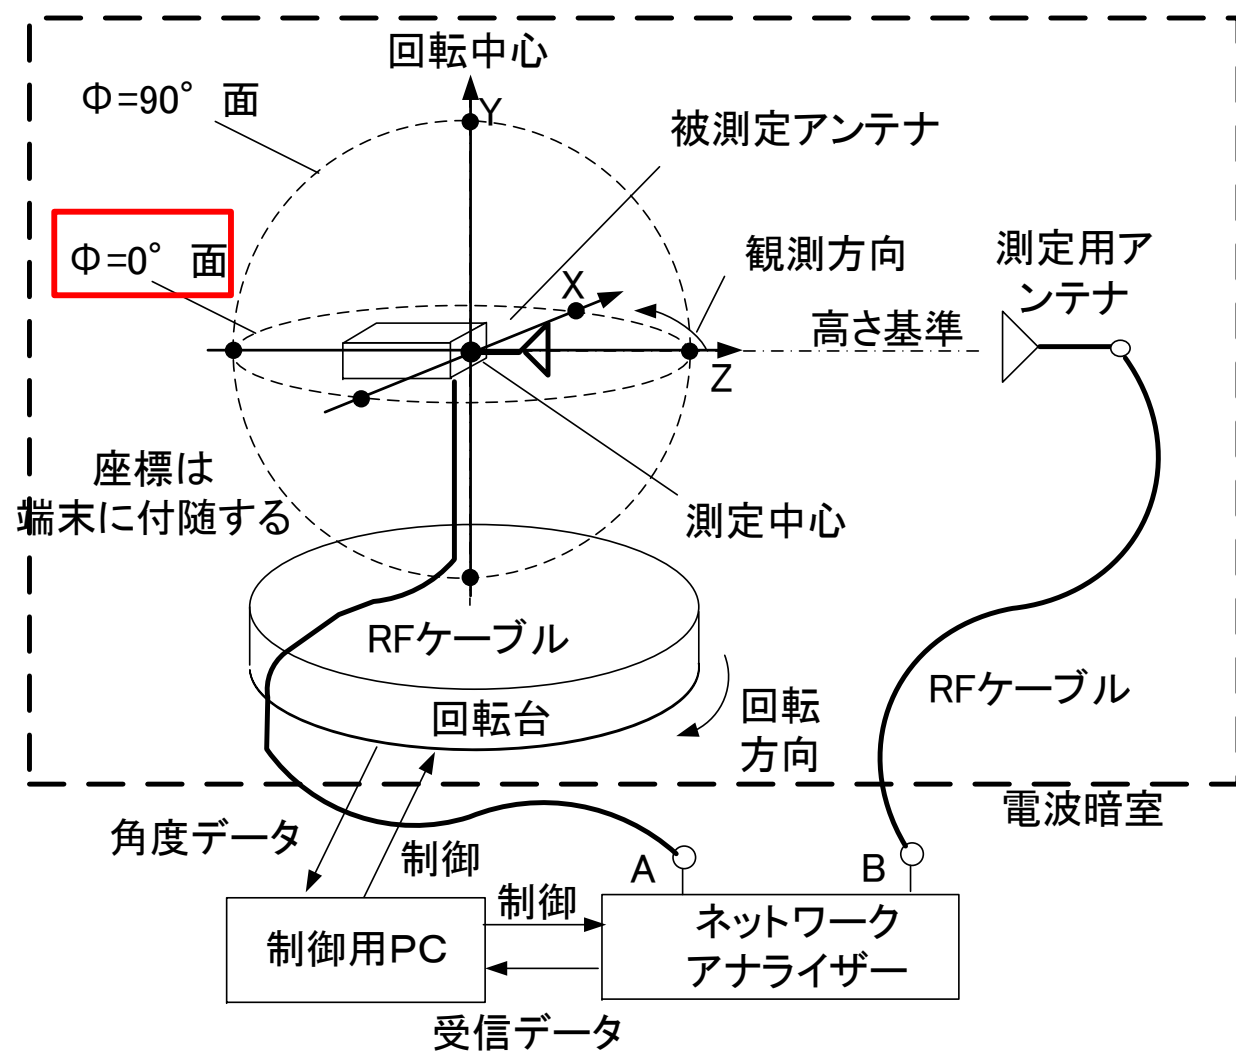 回転中心
Φ=90° 面
Y
被測定アンテナ
Φ=0° 面
観測方向
測定用ア
ンテナ
X
高さ基準
Z
座標は
端末に付随する
測定中心
RFケーブル
RFケーブル
回転台
回転
方向
電波暗室
角度データ
制御
A
B
制御
制御用PC
ネットワーク
アナライザー
受信データ